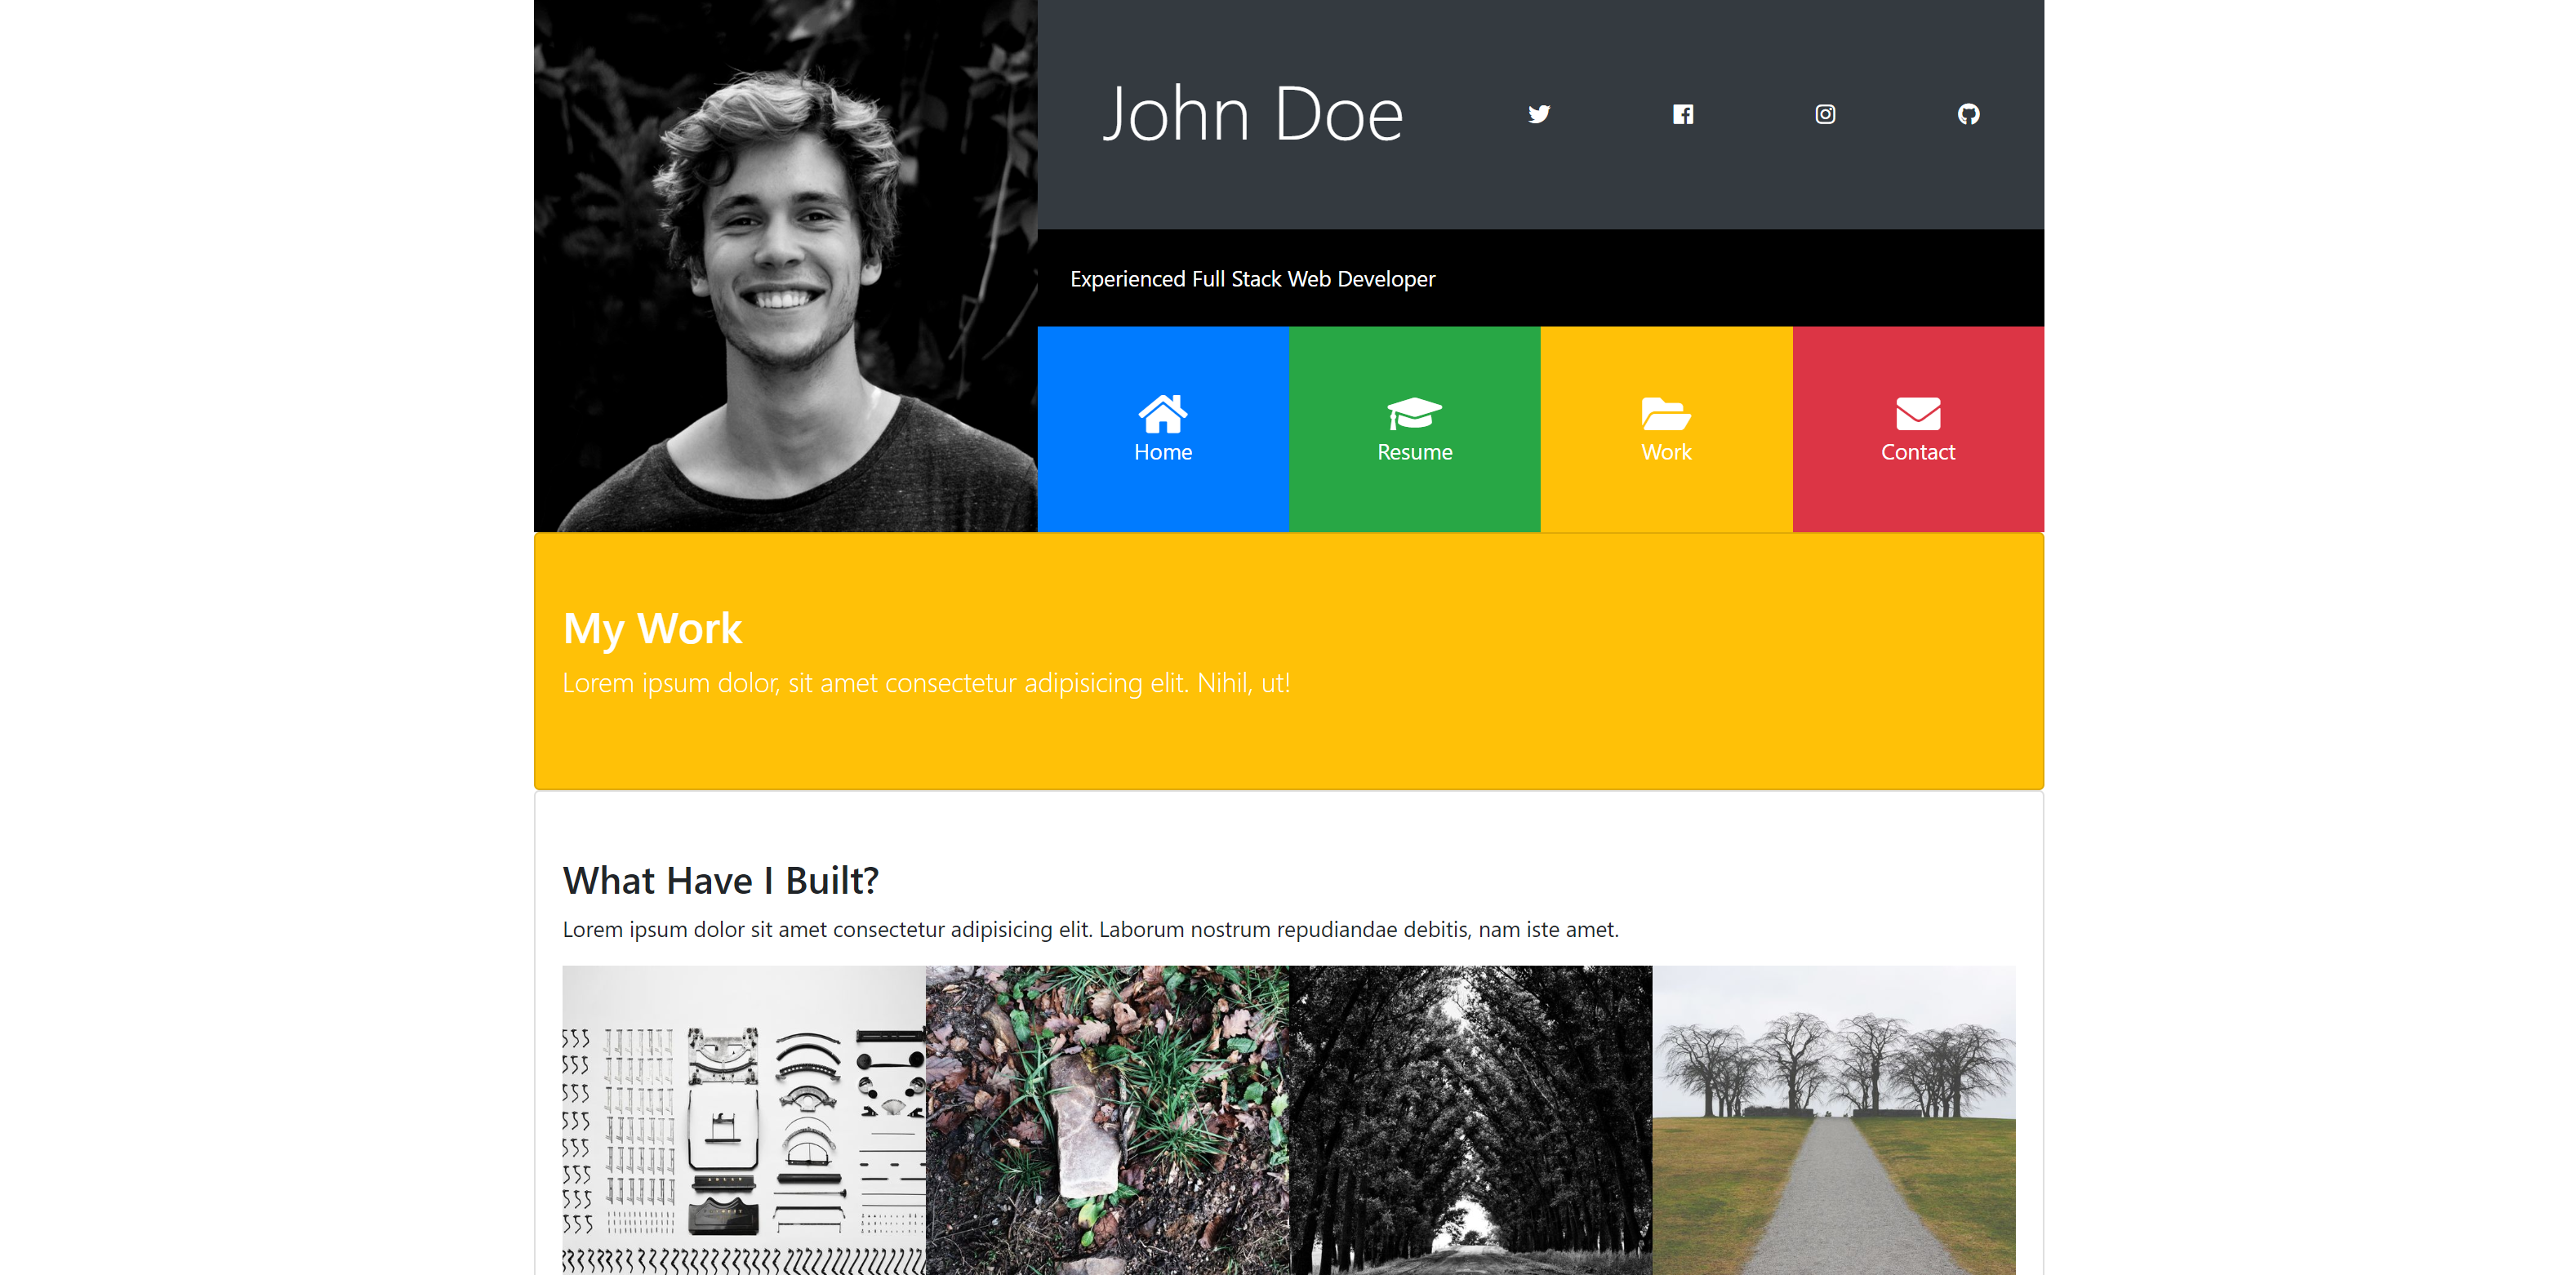 John Doe
Experienced Full Stack Web Developer
Home
Resume
Work
Contact
My Work
Lorem ipsum dolor, sit amet consectetur adipisicing elit. Nihil, ut!
What Have I Built?
Lorem ipsum dolor sit amet consectetur adipisicing elit. Laborum nostrum repudiandae debitis, nam iste amet.